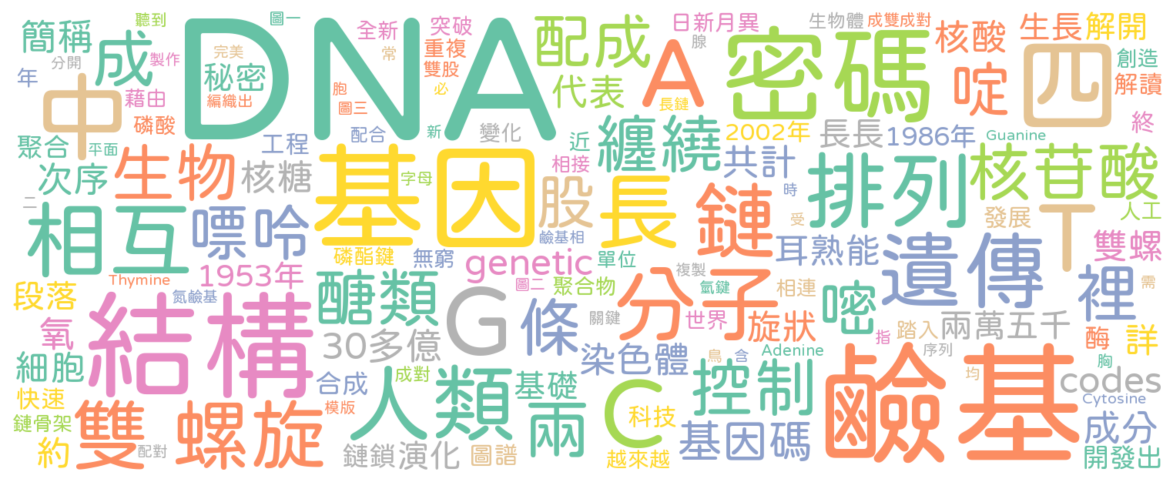 聽到
圖一
全新
突破
日新月異
生物體
成雙成對
生長
解開
簡稱
成
DNA
完美
常
重複
配成
腺
A
密碼
核酸
創造
分開
製作
秘密
雙股
代表
啶
四
解讀
年
中
藉由
編織出
胞
圖三
必
長鏈
磷酸
配合
新
變化
近
纏繞
2002年
長長
1986年
Guanine
終
聚合
平面
工程
相接
共計
次序
生物
核糖
基因
字母
股
長
鏈
時
排列
核苷酸
二
相互
嘌呤
鹼基相
受
發展
T
人工
磷酯鍵
無窮
genetic
單位
耳熟能
遺傳
雙螺
1953年
Thymine
複製
相連
裡
需
段落
氮鹼基
醣類
圖二
聚合物
氫鍵
分子
嘧
氧
結構
G
條
關鍵
世界
旋狀
指
踏入
兩萬五千
酶
詳
細胞
30多億
染色體
鳥
含
Adenine
序列
胸
合成
成對
基礎
控制
鹼基
均
codes
快速
人類
兩
C
科技
Cytosine
鏈骨架
模版
雙
螺旋
基因碼
成分
約
配對
鏈鎖演化
圖譜
越來越
開發出